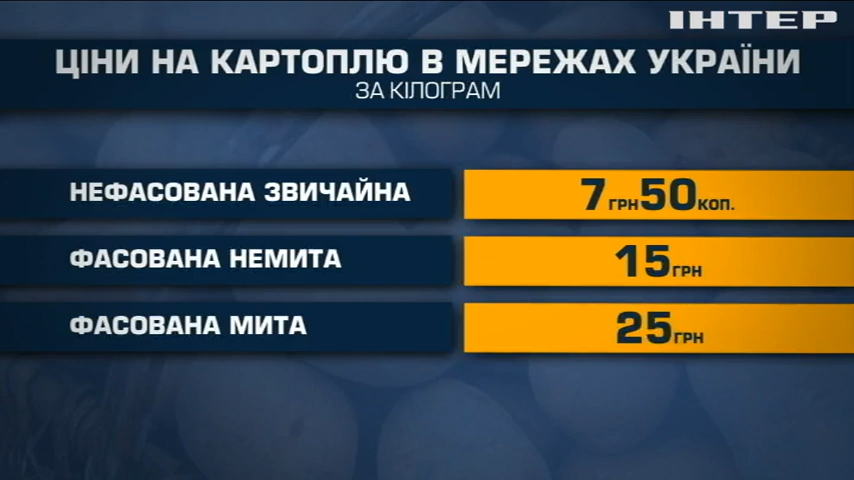 ІНТЕР
ЦІНИ НА КАРТОПЛЮ В МЕРЕЖАХ УКРАЇНИ
ЗА КІЛОГРАМ
НЕФАСОВАНА ЗВИЧАЙНА 7 ГРН 50 КОП.
ФАСОВАНА НЕМИТА 15 ГРН
ФАСОВАНА МИТА 25 ГРН